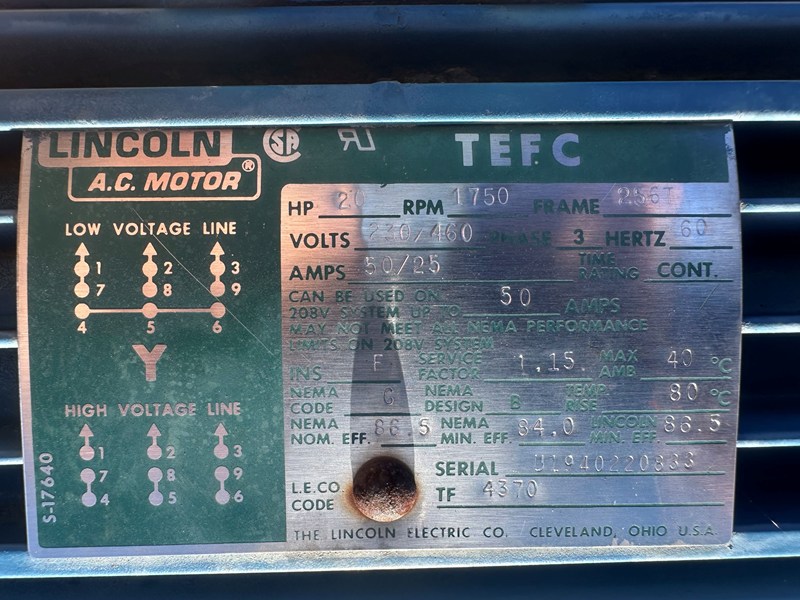 LINCOLN
A.C. MOTOR®
TEFC
LOW VOLTAGE LINE
1 2 3
7 8 9
4 5 6
Y
HIGH VOLTAGE LINE
1 2 3
7 8 9
4 5 6
S-17640
HP 20 RPM 1750 FRAME 256T
VOLTS 230/460 PHASE 3 HERTZ 60
AMPS 50/25 TIME RATING CONT.
CAN BE USED ON
208V SYSTEM UP TO 50 AMPS
MAY NOT MEET ALL NEMA PERFORMANCE
LIMITS ON 208V SYSTEM
INS F SERVICE FACTOR 1.15 MAX AMB 40 °C
NEMA CODE G NEMA DESIGN B TEMP RISE 80 °C
NEMA NOM. EFF. 86.5 NEMA MIN. EFF. 84.0 LINCOLN MIN. EFF. 86.5
SERIAL U1940220833
L.E.CO. CODE TF 4370
THE LINCOLN ELECTRIC CO. CLEVELAND, OHIO U.S.A.